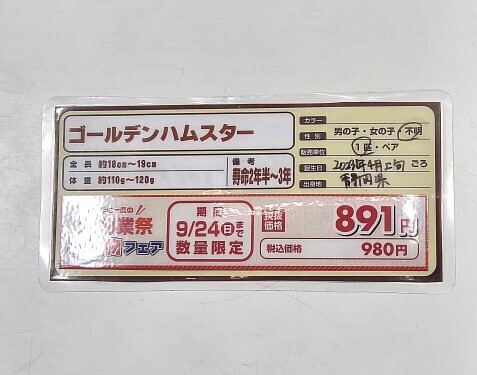 ゴールデンハムスター
全長 約18cm〜19cm
体重 約110g〜120g
備考
寿命2年半〜3年
カラー
性別 男の子・女の子・不明
販売単位 1匹・ペア
誕生日 2023年4月上旬ごろ
出身地 静岡県
業祭
フェア
期間
9/24(日)まで
数量限定
税抜価格 891円
税込価格 980円